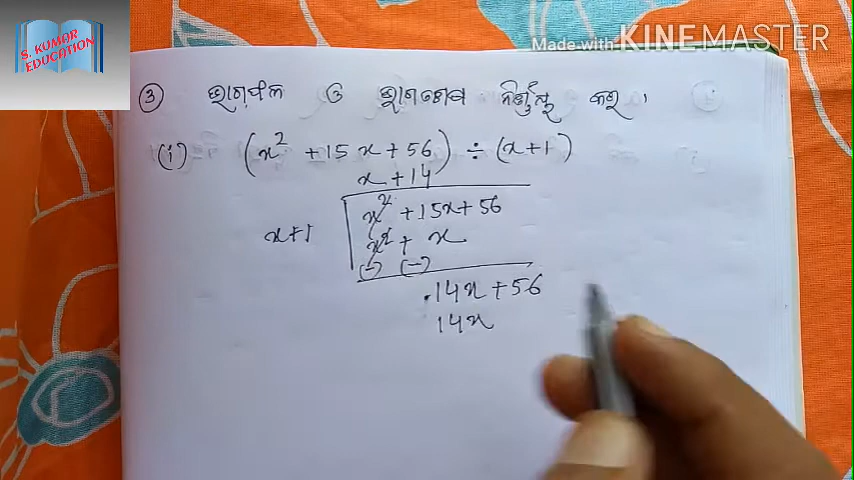 S. KUMAR
EDUCATION
Made with KINEMASTER
③ ଭାଗଫଳ ଓ ଭାଗଶେଷ ନିର୍ଣ୍ଣୟ କର ।
(i) (x² + 15x + 56) ÷ (x+1)
x + 14
x+1 x² + 15x + 56
x² + x
(-) (-)
14x + 56
14x